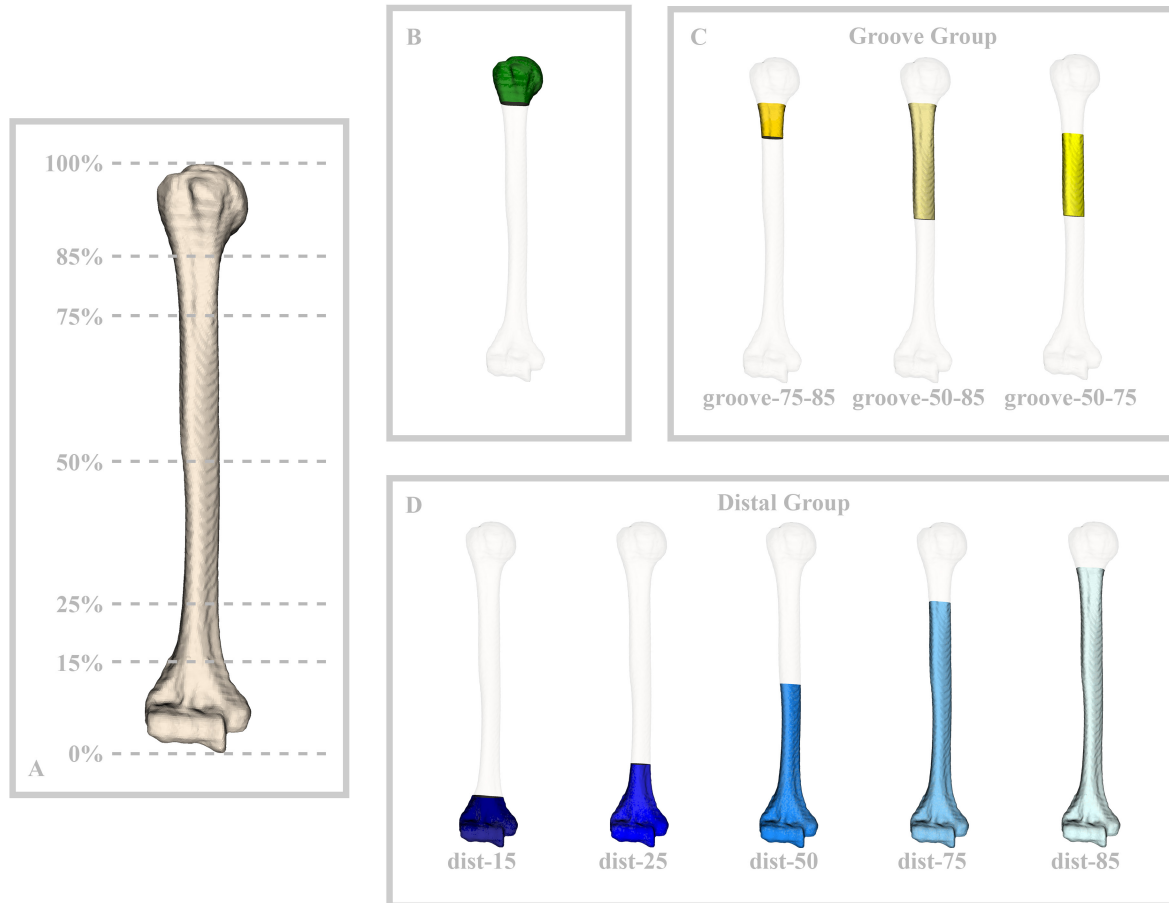 A
100%
85%
75%
50%
25%
15%
0%
B
C
Groove Group
groove-75-85 groove-50-85 groove-50-75
D
Distal Group
dist-15 dist-25 dist-50 dist-75 dist-85